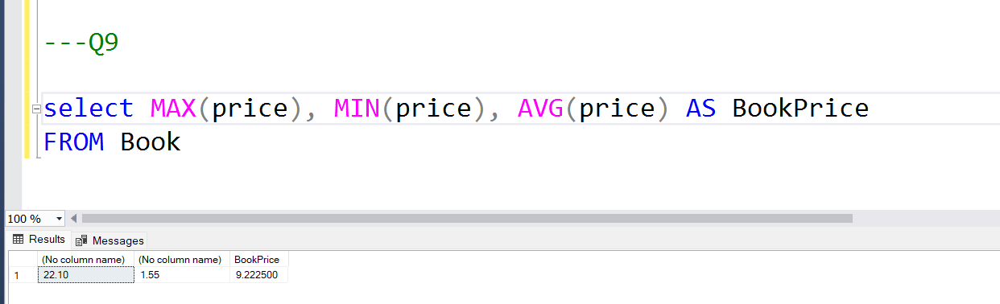 ---Q9
select MAX(price), MIN(price), AVG(price) AS BookPrice
FROM Book
100 %
Results Messages
(No column name) (No column name) BookPrice
1 22.10 1.55 9.222500